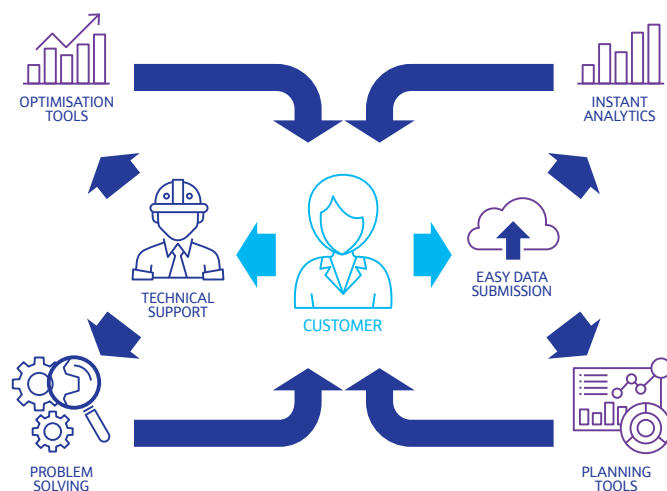 OPTIMISATION
TOOLS
INSTANT
ANALYTICS
TECHNICAL
SUPPORT
CUSTOMER
EASY DATA
SUBMISSION
PROBLEM
SOLVING
PLANNING
TOOLS